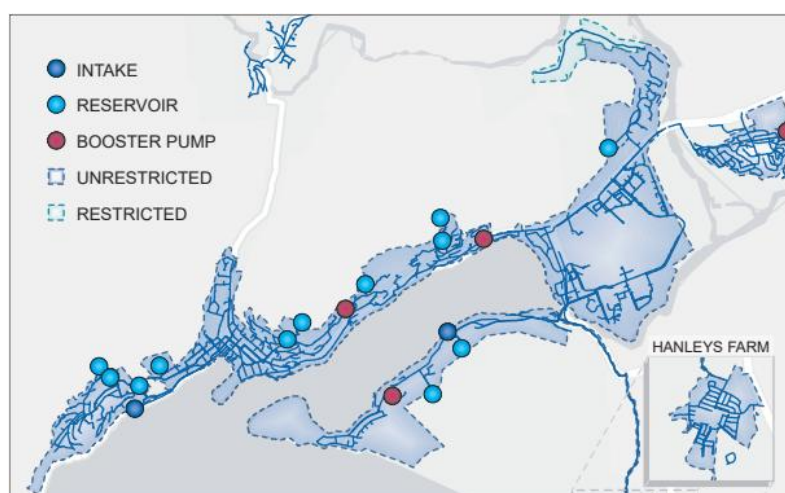 INTAKE
RESERVOIR
BOOSTER PUMP
UNRESTRICTED
RESTRICTED
HANLEYS FARM